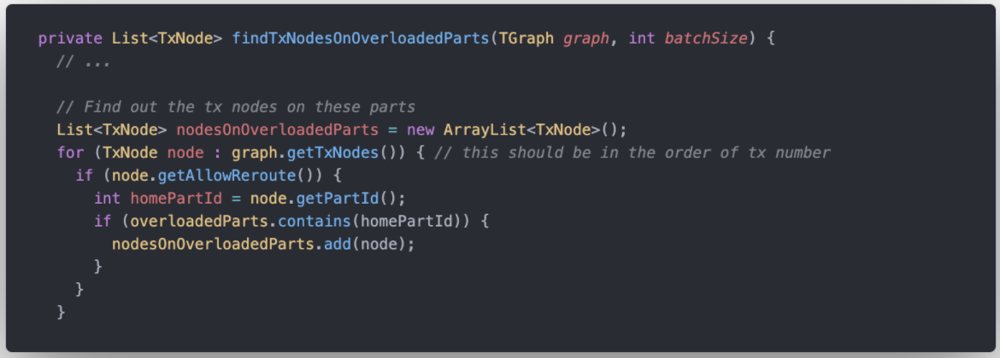 private List<TxNode> findTxNodesOnOverloadedParts(TGraph graph, int batchSize) {
  // ...

  // Find out the tx nodes on these parts
  List<TxNode> nodesOnOverloadedParts = new ArrayList<TxNode>();
  for (TxNode node : graph.getTxNodes()) { // this should be in the order of tx number
    if (node.getAllowReroute()) {
      int homePartId = node.getPartId();
      if (overloadedParts.contains(homePartId)) {
        nodesOnOverloadedParts.add(node);
      }
    }
  }